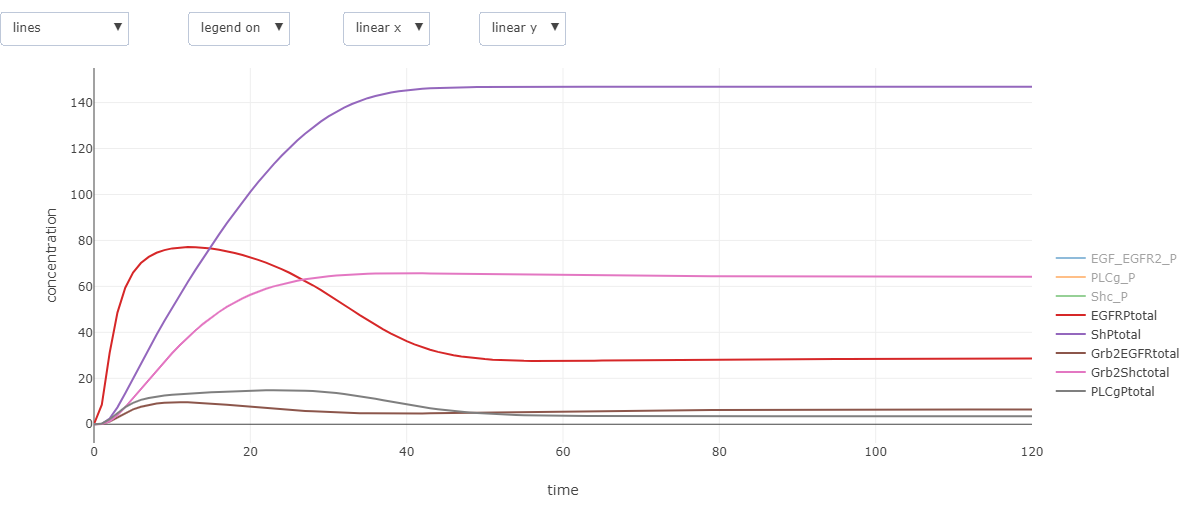 lines ▼ legend on ▼ linear x ▼ linear y ▼
140
120
100
80
60
40
20
0
concentration
0 20 40 60 80 100 120
time
EGF_EGFR2_P
PLCg_P
Shc_P
EGFRPtotal
ShPtotal
Grb2EGFRtotal
Grb2Shctotal
PLCgPtotal